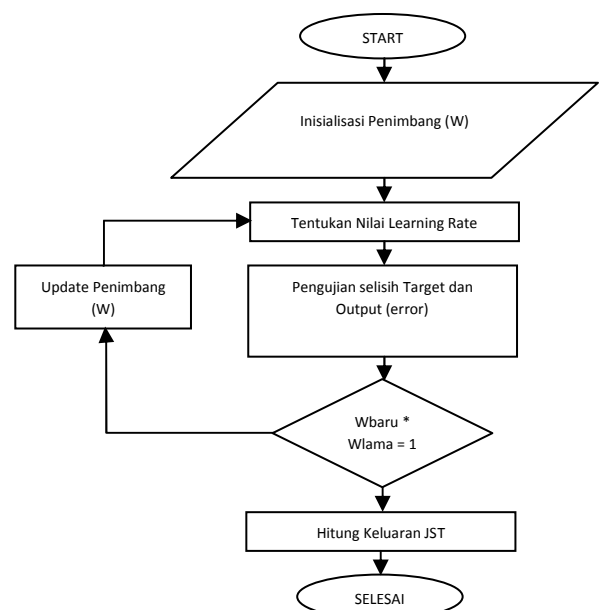 START
Inisialisasi Penimbang (W)
Tentukan Nilai Learning Rate
Update Penimbang
(W)
Pengujian selisih Target dan
Output (error)
Wbaru *
Wlama = 1
Hitung Keluaran JST
SELESAI